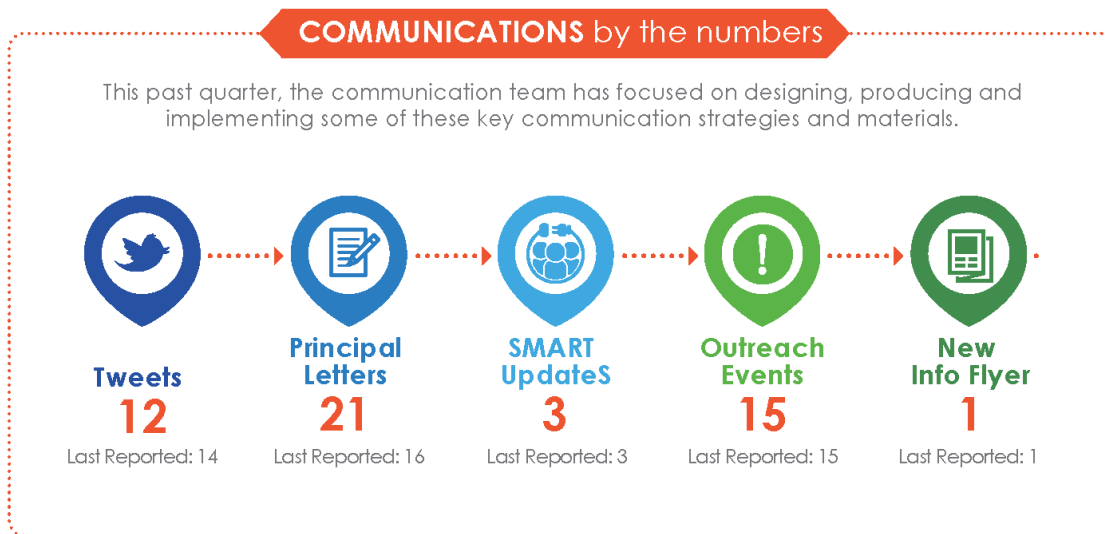 COMMUNICATIONS by the numbers
This past quarter, the communication team has focused on designing, producing and
implementing some of these key communication strategies and materials.
Tweets
12
Last Reported: 14
Principal
Letters
21
Last Reported: 16
SMART
UpdateS
3
Last Reported: 3
Outreach
Events
15
Last Reported: 15
New
Info Flyer
1
Last Reported: 1